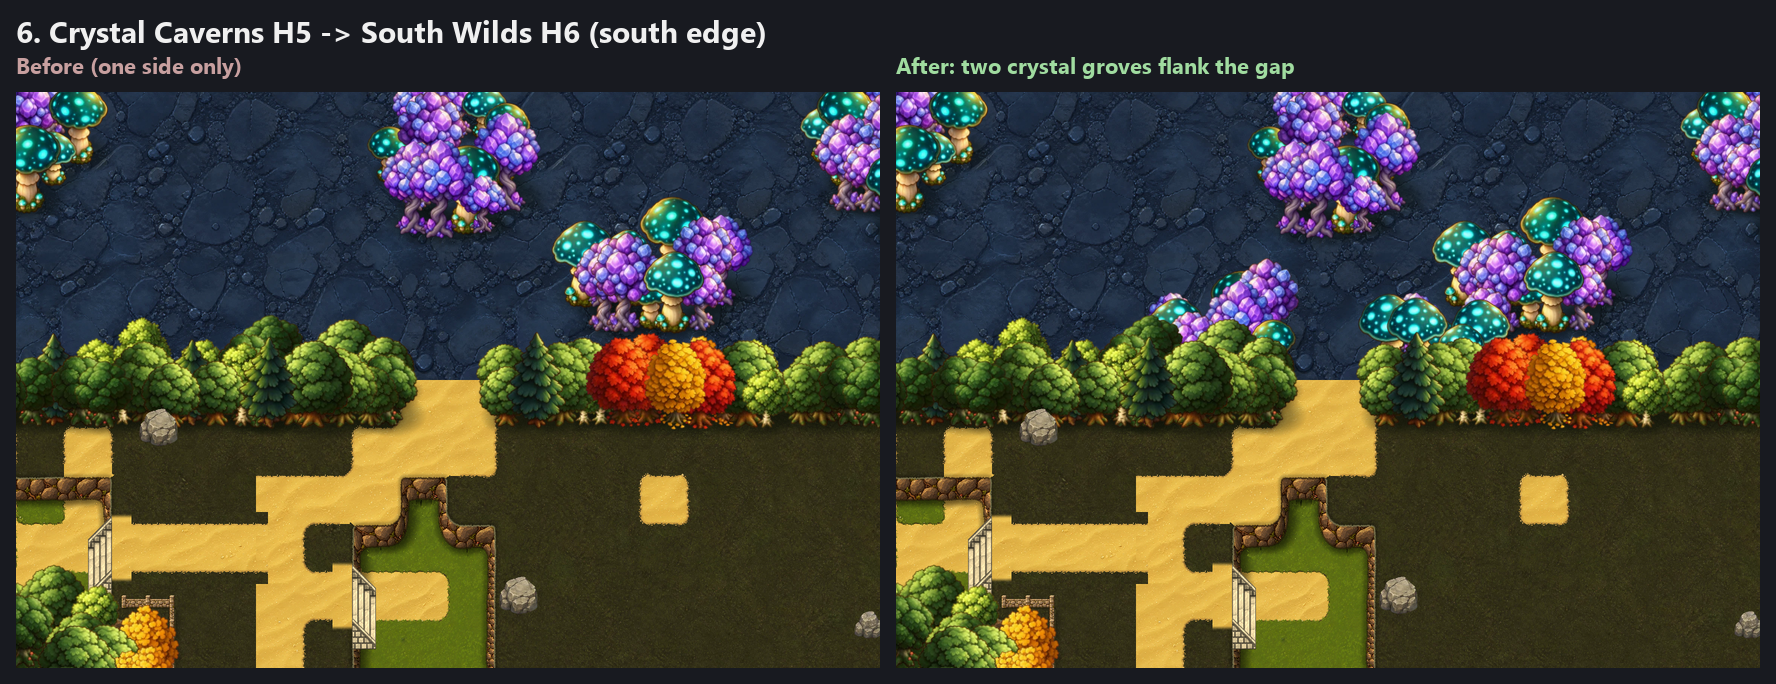 6. Crystal Caverns H5 -> South Wilds H6 (south edge)
Before (one side only)
After: two crystal groves flank the gap